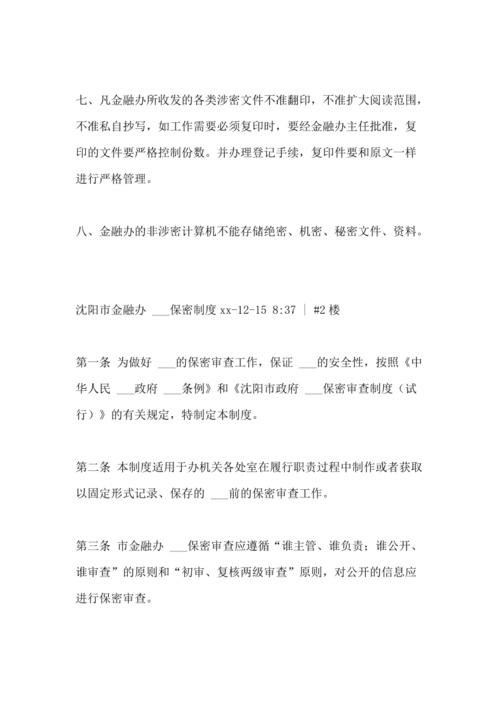 七、凡金融办所收发的各类涉密文件不准翻印，不准扩大阅读范围，
不准私自抄写，如工作需要必须复印时，要经金融办主任批准，复
印的文件要严格控制份数。并办理登记手续，复印件要和原文一样
进行严格管理。
八、金融办的非涉密计算机不能存储绝密、机密、秘密文件、资料。
沈阳市金融办 ___保密制度 xx-12-15 8:37 | #2 楼
第一条 为做好 ___的保密审查工作，保证 ___的安全性，按照《中
华人民 ___政府 ___条例》和《沈阳市政府 ___保密审查制度（试
行）》的有关规定，特制定本制度。
第二条 本制度适用于办机关各处室在履行职责过程中制作或者获取
以固定形式记录、保存的 ___前的保密审查工作。
第三条 市金融办 ___保密审查应遵循“谁主管、谁负责；谁公开、
谁审查”的原则和“初审、复核两级审查”原则，对公开的信息应
进行保密审查。